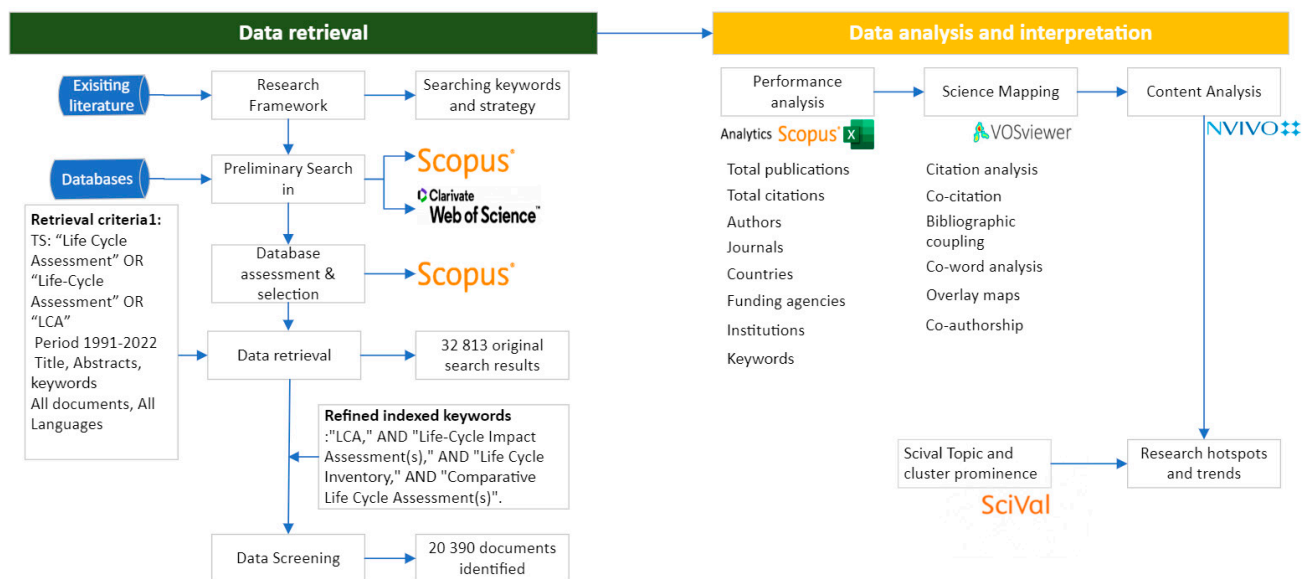 Data retrieval
Exisiting
literature
Research
Framework
Searching keywords
and strategy
Databases
Preliminary Search
in
Scopus®
Clarivate
Web of Science™
Retrieval criteria1:
TS: “Life Cycle
Assessment” OR
“Life-Cycle
Assessment” OR
“LCA”
Period 1991-2022
Title, Abstracts,
keywords
All documents, All
Languages
Database
assessment &
selection
Scopus®
Data retrieval
32 813 original
search results
Refined indexed keywords
:"LCA," AND "Life-Cycle Impact
Assessment(s)," AND "Life Cycle
Inventory," AND "Comparative
Life Cycle Assessment(s)".
Data Screening
20 390 documents
identified
Data analysis and interpretation
Performance
analysis
Science Mapping
Content Analysis
Analytics Scopus® X
VOSviewer
NVIVO
Total publications
Total citations
Authors
Journals
Countries
Funding agencies
Institutions
Keywords
Citation analysis
Co-citation
Bibliographic
coupling
Co-word analysis
Overlay maps
Co-authorship
Scival Topic and
cluster prominence
SciVal
Research hotspots
and trends